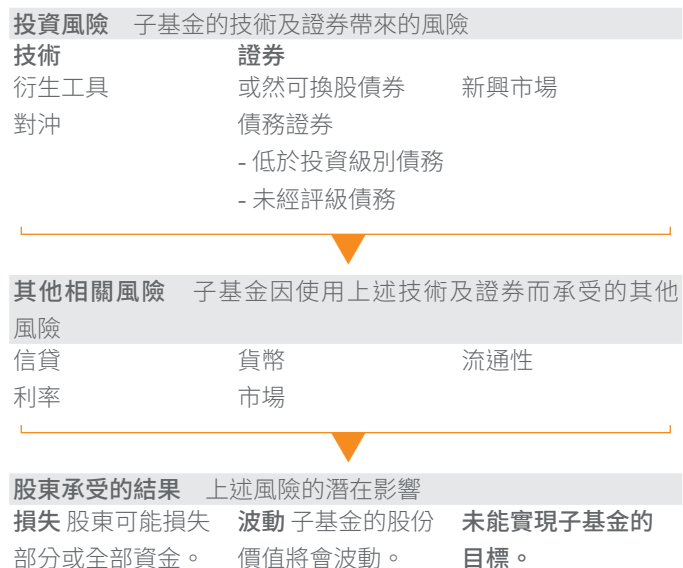 投資風險 子基金的技術及證券帶來的風險
技術 證券
衍生工具 或然可換股債券 新興市場
對沖 債務證券
- 低於投資級別債務
- 未經評級債務
其他相關風險 子基金因使用上述技術及證券而承受的其他
風險
信貸 貨幣 流通性
利率 市場
股東承受的結果 上述風險的潛在影響
損失 股東可能損失 波動 子基金的股份 未能實現子基金的
部分或全部資金。 價值將會波動。 目標。